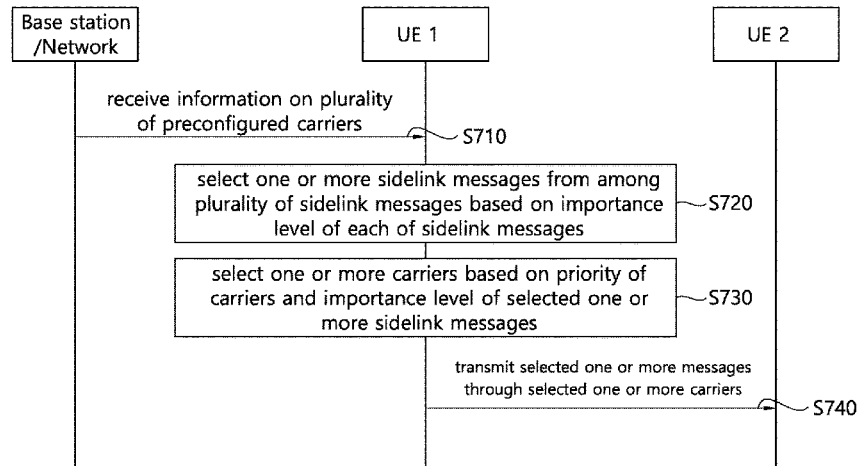 Base station
/Network
UE 1
UE 2
receive information on plurality
of preconfigured carriers
S710
select one or more sidelink messages from among
plurality of sidelink messages based on importance
level of each of sidelink messages
S720
select one or more carriers based on priority of
carriers and importance level of selected one or
more sidelink messages
S730
transmit selected one or more messages
through selected one or more carriers
S740